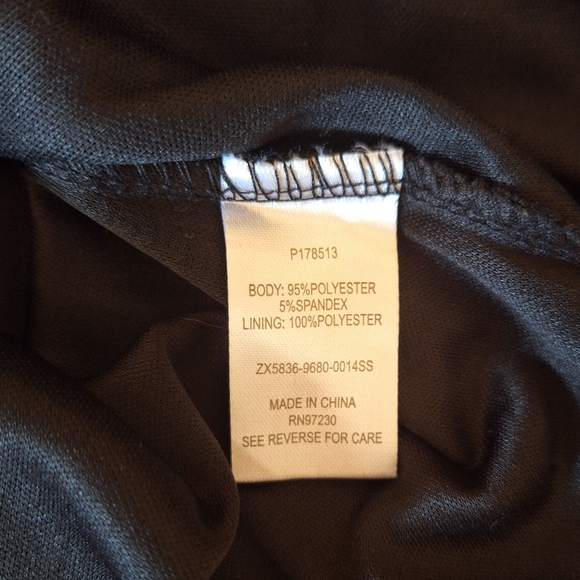 P178513
BODY: 95%POLYESTER
5%SPANDEX
LINING: 100%POLYESTER
ZX5836-9680-0014SS
MADE IN CHINA
RN97230
SEE REVERSE FOR CARE